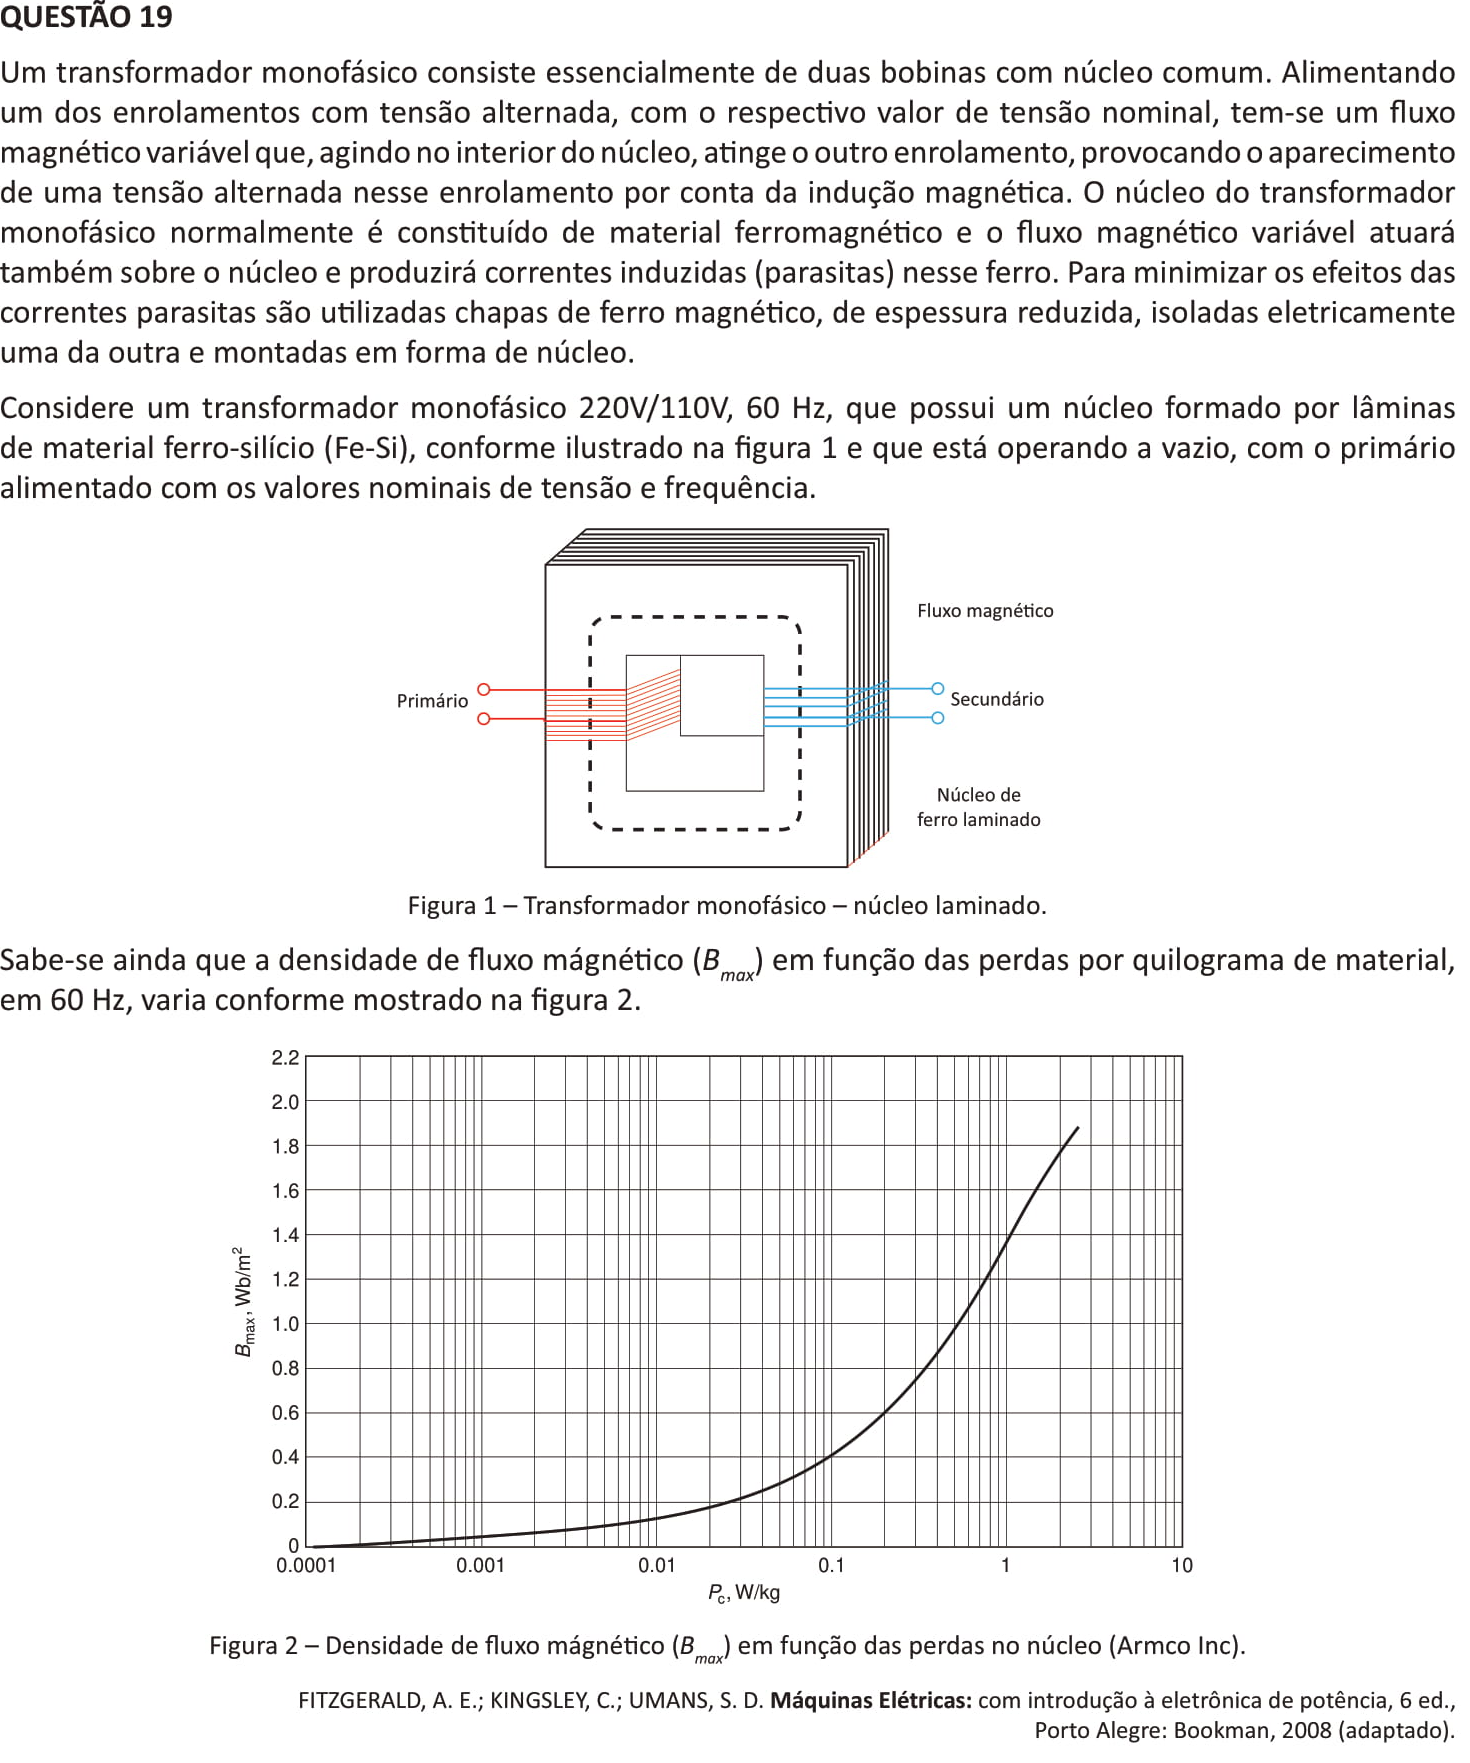 QUESTÃO 19
Um transformador monofásico consiste essencialmente de duas bobinas com núcleo comum. Alimentando
um dos enrolamentos com tensão alternada, com o respectivo valor de tensão nominal, tem-se um fluxo
magnético variável que, agindo no interior do núcleo, atinge o outro enrolamento, provocando o aparecimento
de uma tensão alternada nesse enrolamento por conta da indução magnética. O núcleo do transformador
monofásico normalmente é constituído de material ferromagnético e o fluxo magnético variável atuará
também sobre o núcleo e produzirá correntes induzidas (parasitas) nesse ferro. Para minimizar os efeitos das
correntes parasitas são utilizadas chapas de ferro magnético, de espessura reduzida, isoladas eletricamente
uma da outra e montadas em forma de núcleo.
Considere um transformador monofásico 220V/110V, 60 Hz, que possui um núcleo formado por lâminas
de material ferro-silício (Fe-Si), conforme ilustrado na figura 1 e que está operando a vazio, com o primário
alimentado com os valores nominais de tensão e frequência.
Fluxo magnético
Primário
Secundário
Núcleo de
ferro laminado
Figura 1 – Transformador monofásico – núcleo laminado.
Sabe-se ainda que a densidade de fluxo mágnético (Bmax) em função das perdas por quilograma de material,
em 60 Hz, varia conforme mostrado na figura 2.
2.2
2.0
1.8
1.6
1.4
1.2
1.0
0.8
0.6
0.4
0.2
0
Bmax, Wb/m²
0.0001 0.001 0.01 0.1 1 10
Pc, W/kg
Figura 2 – Densidade de fluxo mágnético (Bmax) em função das perdas no núcleo (Armco Inc).
FITZGERALD, A. E.; KINGSLEY, C.; UMANS, S. D. Máquinas Elétricas: com introdução à eletrônica de potência, 6 ed.,
Porto Alegre: Bookman, 2008 (adaptado).